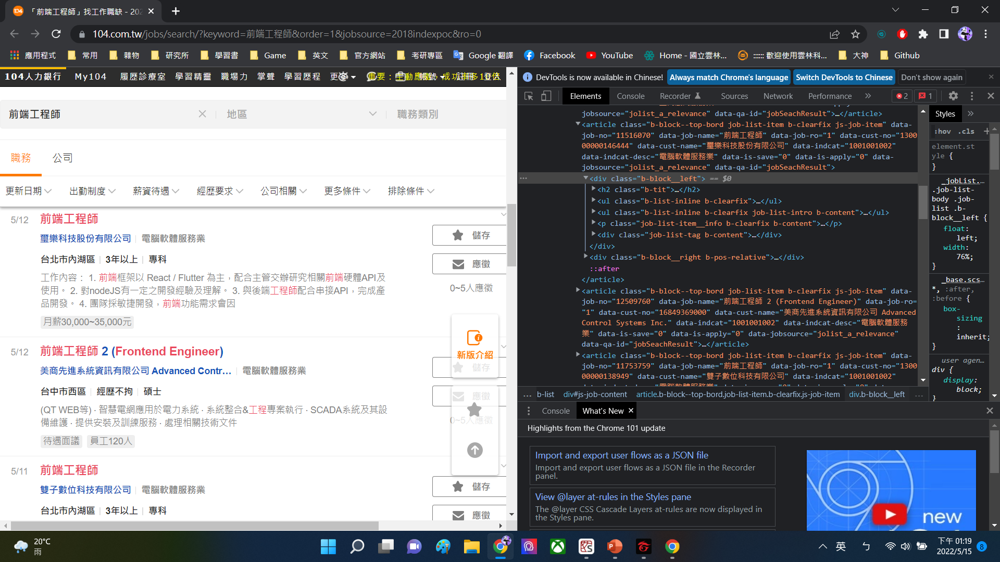 「前端工程師」找工作職缺 - 202
104.com.tw/jobs/search/?keyword=前端工程師&order=1&jobsource=2018indexpoc&ro=0
應用程式 常用 雜物 研究所 學習書 Game 英文 官方網站 考研專區 Google 翻譯 Facebook YouTube Home - 國立雲林... :::::: 歡迎使用雲林科... 大神 Github
104人力銀行 My104 履歷診療室 學習精靈 職場力 掌聲 學習歷程
前端工程師 地區 職務類別
職務 公司
更新日期 出勤制度 薪資待遇 經歷要求 公司相關 更多條件 排除條件
5/12 前端工程師
璽樂科技股份有限公司 電腦軟體服務業
儲存
台北市內湖區 3年以上 專科
應徵
工作內容： 1. 前端框架以 React / Flutter 為主，配合主管交辦研究相關前端硬體API及
使用。 2. 對nodeJS有一定之開發經驗及理解。 3. 與後端工程師配合串接API，完成產
品開發。 4. 團隊採敏捷開發，前端功能需求會因
0~5人應徵
月薪30,000~35,000元
5/12 前端工程師 2 (Frontend Engineer)
新版介紹
美商先進系統資訊有限公司 Advanced Contr... 電腦軟體服務業
儲存
台中市西區 經歷不拘 碩士
應徵
(QT WEB等) · 智慧電網應用於電力系統 · 系統整合&工程專案執行 · SCADA系統及其設
備維護 · 提供安裝及訓練服務 · 處理相關技術文件
0~5人應徵
待遇面議 員工120人
5/11 前端工程師
雙子數位科技有限公司 電腦軟體服務業
儲存
台北市內湖區 3年以上 專科
應徵
DevTools is now available in Chinese! Always match Chrome's language Switch DevTools to Chinese Don't show again
Elements Console Recorder Sources Network Performance 2 1
jobsource="jolist_a_relevance" data-qa-id="jobSeachResult">…</article>
<article class="b-block--top-bord job-list-item b-clearfix js-job-item" data-
job-no="11516070" data-job-name="前端工程師" data-job-ro="1" data-cust-no="1300
00000146444" data-cust-name="璽樂科技股份有限公司" data-indcat="1001001002"
data-indcat-desc="電腦軟體服務業" data-is-save="0" data-is-apply="0" data-
jobsource="jolist_a_relevance" data-qa-id="jobSeachResult">
<div class="b-block__left"> == $0
<h2 class="b-tit">…</h2>
<ul class="b-list-inline b-clearfix">…</ul>
<ul class="b-list-inline b-clearfix job-list-intro b-content">…</ul>
<p class="job-list-item__info b-clearfix b-content">…</p>
<div class="job-list-tag b-content">…</div>
</div>
<div class="b-block__right b-pos-relative">…</div>
::after
</article>
<article class="b-block--top-bord job-list-item b-clearfix js-job-item" data-
job-no="12509760" data-job-name="前端工程師 2 (Frontend Engineer)" data-job-ro=
"1" data-cust-no="16849369000" data-cust-name="美商先進系統資訊有限公司 Advanced
Control Systems Inc." data-indcat="1001001002" data-indcat-desc="電腦軟體服務
業" data-is-save="0" data-is-apply="0" data-jobsource="jolist_a_relevance"
data-qa-id="jobSeachResult">…</article>
<article class="b-block--top-bord job-list-item b-clearfix js-job-item" data-
job-no="11753759" data-job-name="前端工程師" data-job-ro="1" data-cust-no="1300
00000138949" data-cust-name="雙子數位科技有限公司" data-indcat="1001001002"
... b-list div#js-job-content article.b-block--top-bord.job-list-item.b-clearfix.js-job-item div.b-block__left ...
Styles
:hov .cls +
element.st
yle {
}
_jobList.…
.job-list-
body .job-
list .b-
block__left {
float:
left;
width:
76%;
}
_base.scs…
*, :after,
:before {
box-
sizing
:
inherit;
}
user agen…
div {
display:
block;
}
Console What's New
Highlights from the Chrome 101 update
Import and export user flows as a JSON file
Import and export user flows as a JSON file in the Recorder
panel.
View @layer at-rules in the Styles pane
The @layer CSS Cascade Layers at-rules are now displayed in
the Styles pane.
new
20°C
雨
英 ㄅ
下午 01:19
2022/5/15
8